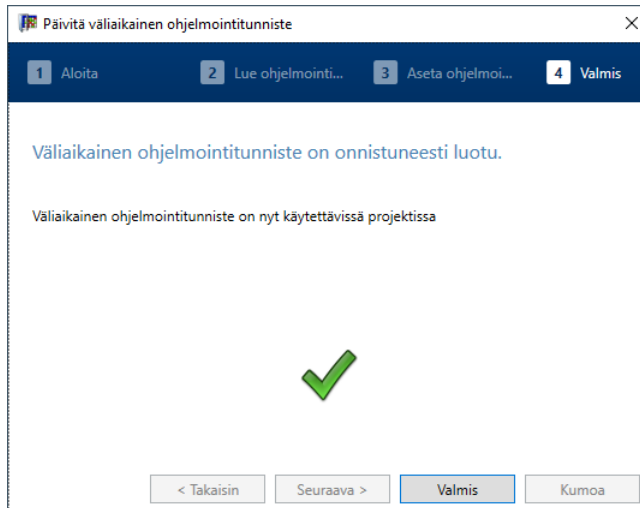 Päivitä väliaikainen ohjelmointitunniste
1 Aloita 2 Lue ohjelmointi... 3 Aseta ohjelmoi... 4 Valmis
Väliaikainen ohjelmointitunniste on onnistuneesti luotu.
Väliaikainen ohjelmointitunniste on nyt käytettävissä projektissa
< Takaisin Seuraava > Valmis Kumoa